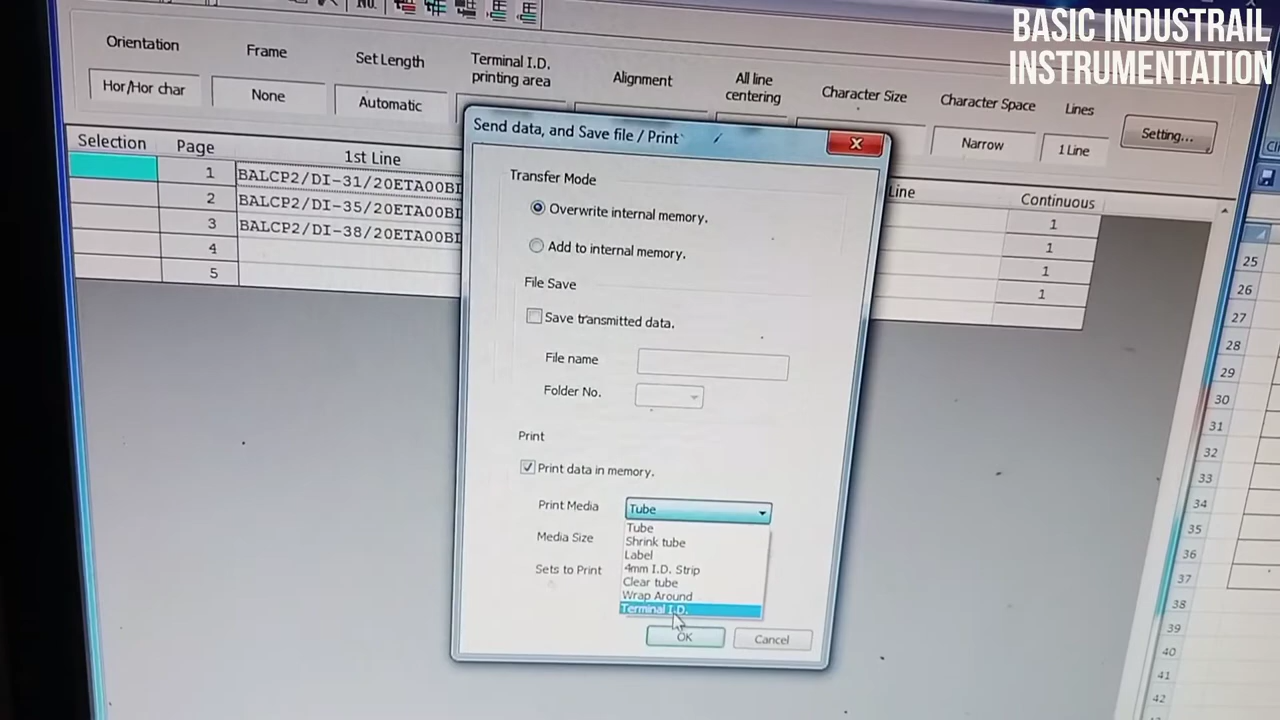 BASIC INDUSTRAIL
INSTRUMENTATION
No.
Orientation
Frame
Set Length
Terminal I.D.
printing area
Alignment
All line
centering
Character Size
Character Space
Lines
Hor/Hor char
None
Automatic
Narrow
1 Line
Setting...
Selection
Page
1st Line
Line
Continuous
1 BALCP2/DI-31/20ETA00BI 1
2 BALCP2/DI-35/20ETA00BI 1
3 BALCP2/DI-38/20ETA00BI 1
4 1
5
Send data, and Save file / Print
Transfer Mode
Overwrite internal memory.
Add to internal memory.
File Save
Save transmitted data.
File name
Folder No.
Print
Print data in memory.
Print Media
Tube
Media Size
Sets to Print
Tube
Shrink tube
Label
4mm I.D. Strip
Clear tube
Wrap Around
Terminal I.D.
OK
Cancel
25
26
27
28
29
30
31
32
33
34
35
36
37
38
39
40
41
42